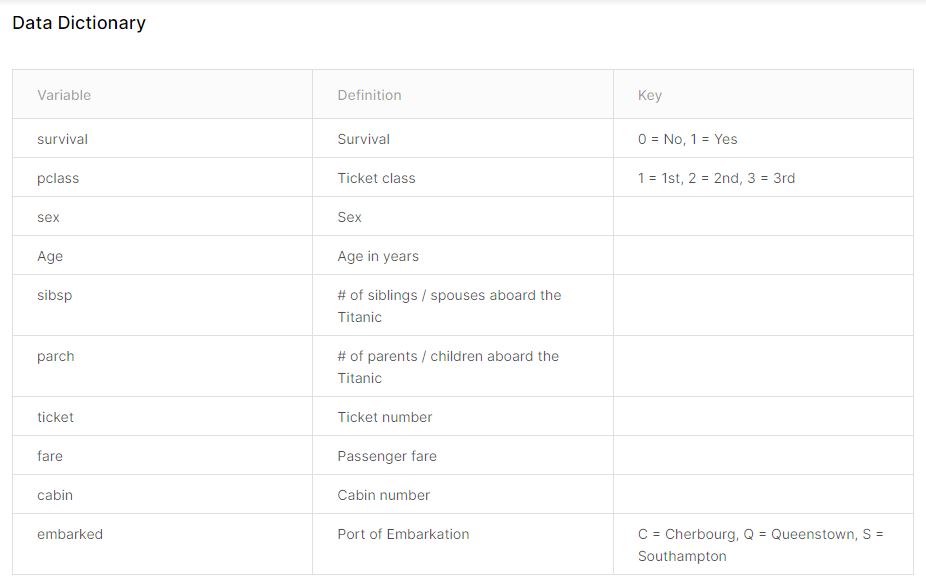 Data Dictionary
Variable Definition Key
survival Survival 0 = No, 1 = Yes
pclass Ticket class 1 = 1st, 2 = 2nd, 3 = 3rd
sex Sex
Age Age in years
sibsp # of siblings / spouses aboard the
Titanic
parch # of parents / children aboard the
Titanic
ticket Ticket number
fare Passenger fare
cabin Cabin number
embarked Port of Embarkation C = Cherbourg, Q = Queenstown, S =
Southampton